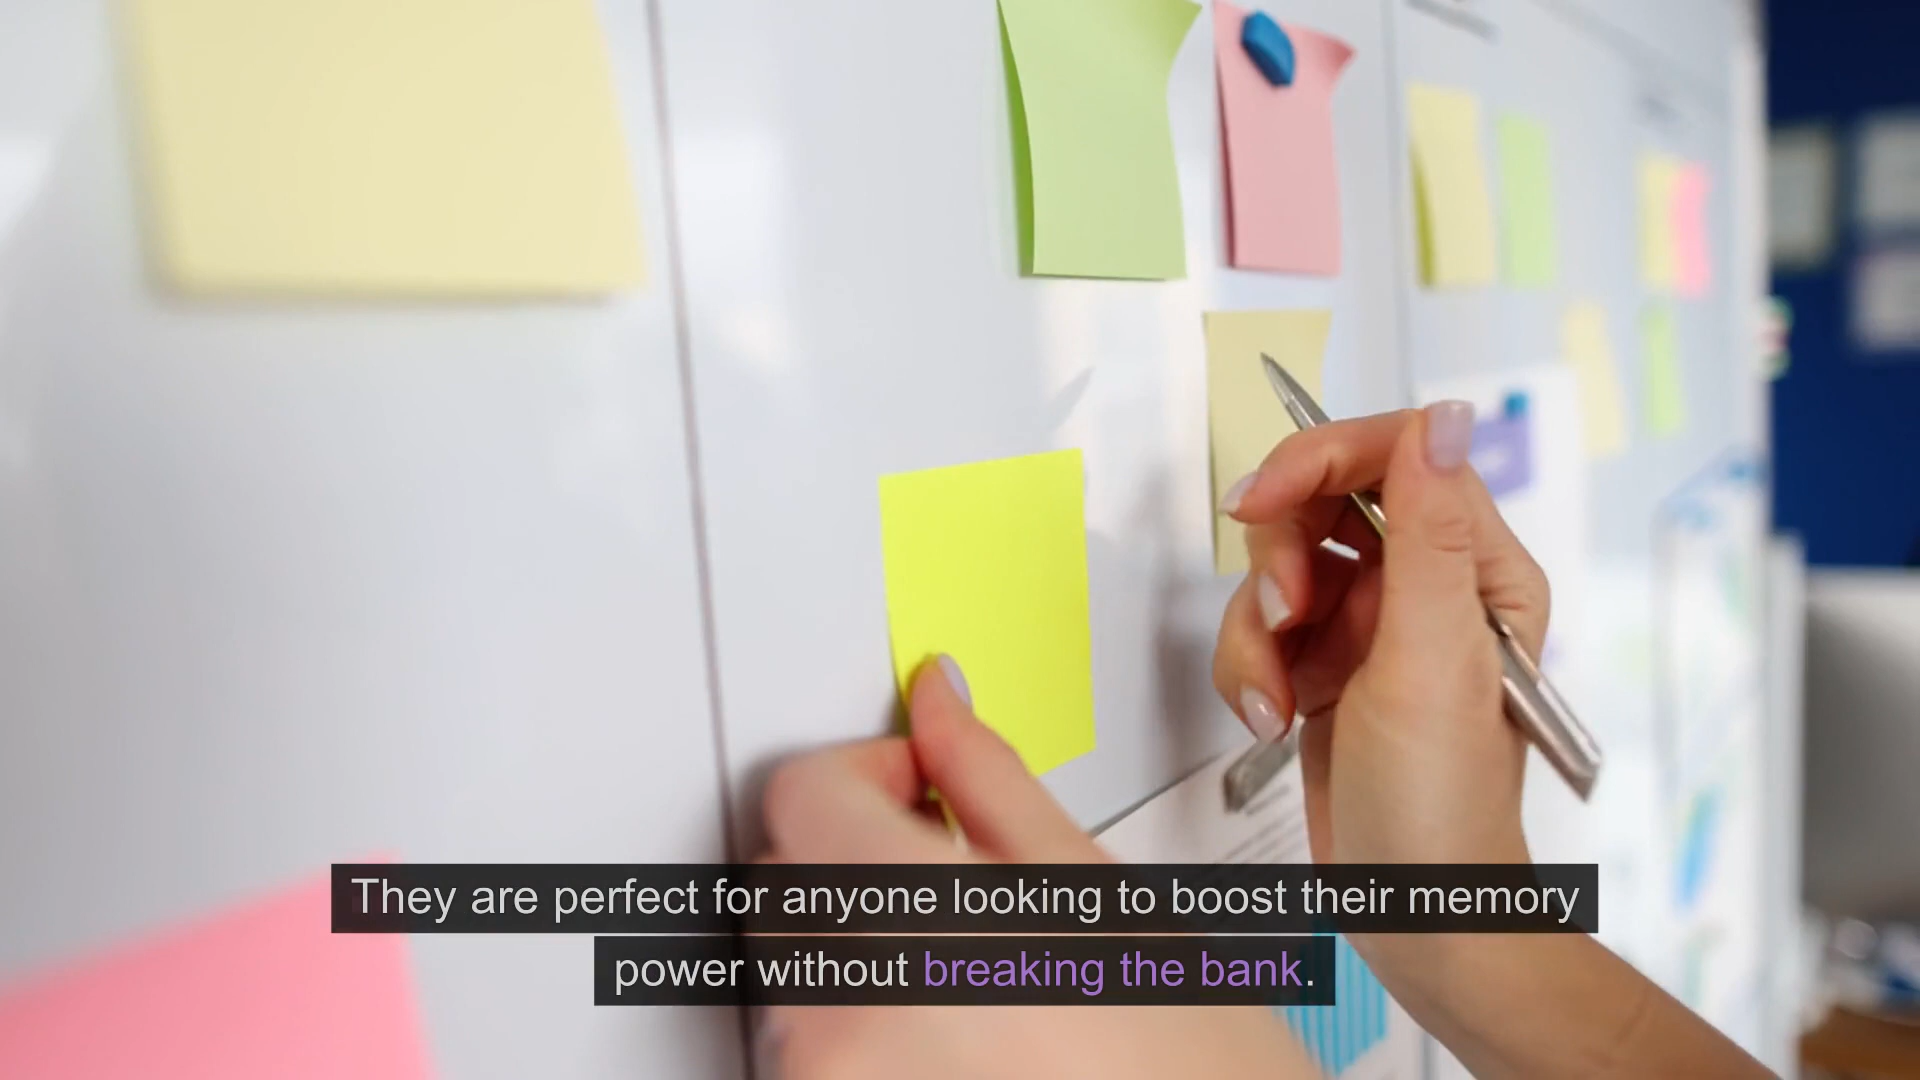 They are perfect for anyone looking to boost their memory
power without breaking the bank.